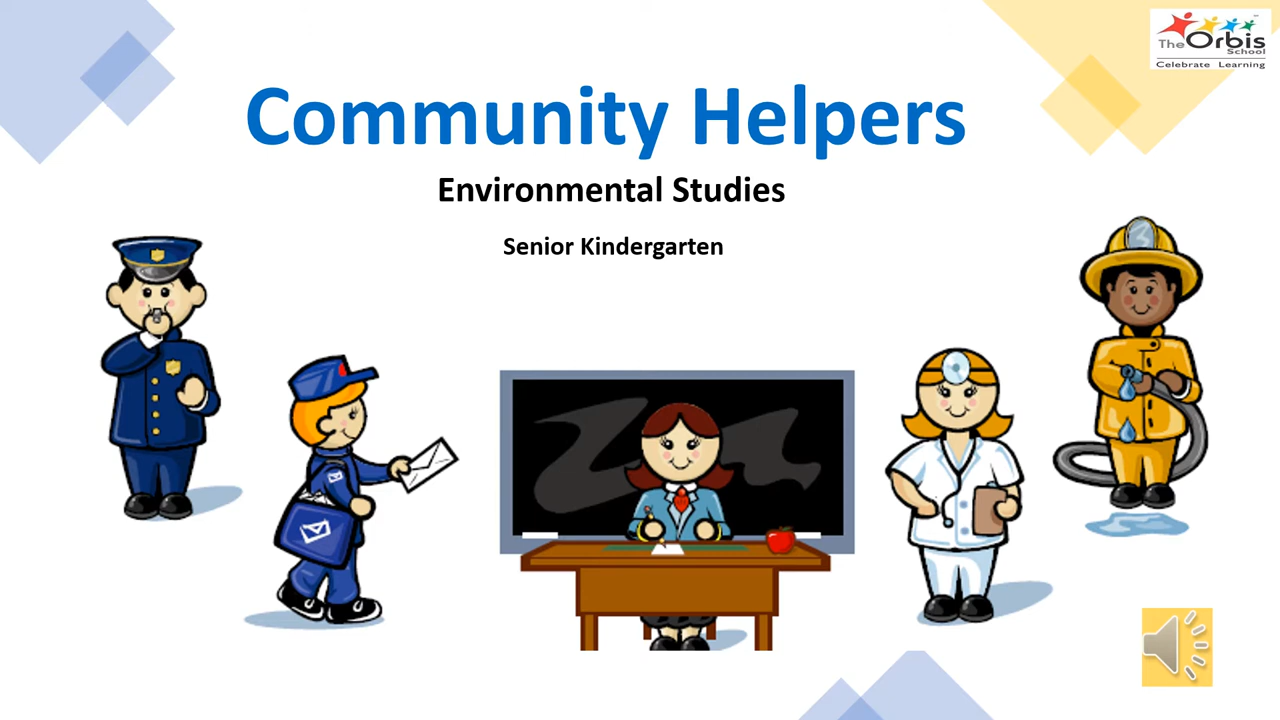 The Orbis
School
Celebrate Learning
Community Helpers
Environmental Studies
Senior Kindergarten